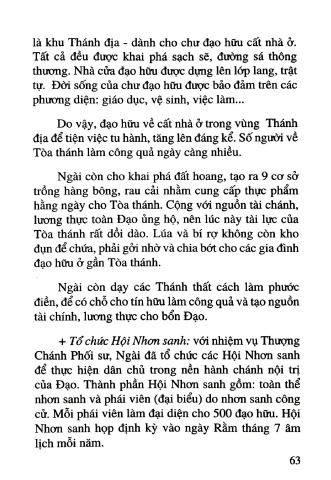 là khu Thánh địa - dành cho chư đạo hữu cất nhà ở.
Tất cả đều được khai phá sạch sẽ, đường sá thông
thương. Nhà cửa đạo hữu được dựng lên lớp lang, trật
tự. Đời sống của chư đạo hữu được bảo đảm trên các
phương diện: giáo dục, vệ sinh, việc làm...
Do vậy, đạo hữu về cất nhà ở trong vùng Thánh
địa để tiện việc tu hành, tăng lên đáng kể. Số người về
Tòa thánh làm công quả ngày càng nhiều.
Ngài còn cho khai phá đất hoang, tạo ra 9 cơ sở
trồng hàng bông, rau cải nhằm cung cấp thực phẩm
hằng ngày cho Tòa thánh. Cộng với nguồn tài chánh,
lương thực toàn Đạo ủng hộ, nên lúc này tài lực của
Tòa thánh rất dồi dào. Lúa và bí rợ không còn kho
đụn để chứa, phải gởi nhờ và chia bớt cho các gia đình
đạo hữu ở gần Tòa thánh.
Ngài còn dạy các Thánh thất cách làm phước
điền, để có chỗ cho tín hữu làm công quả và tạo nguồn
tài chính, lương thực cho bổn Đạo.
+ Tổ chức Hội Nhơn sanh: với nhiệm vụ Thượng
Chánh Phối sư, Ngài đã tổ chức các Hội Nhơn sanh
để thực hiện dân chủ trong nền hành chánh nội trị
của Đạo. Thành phần Hội Nhơn sanh gồm: toàn thể
nhơn sanh và phái viên (đại biểu) do nhơn sanh công
cử. Mỗi phái viên làm đại diện cho 500 đạo hữu. Hội
Nhơn sanh họp định kỳ vào ngày Rằm tháng 7 âm
lịch mỗi năm.
63